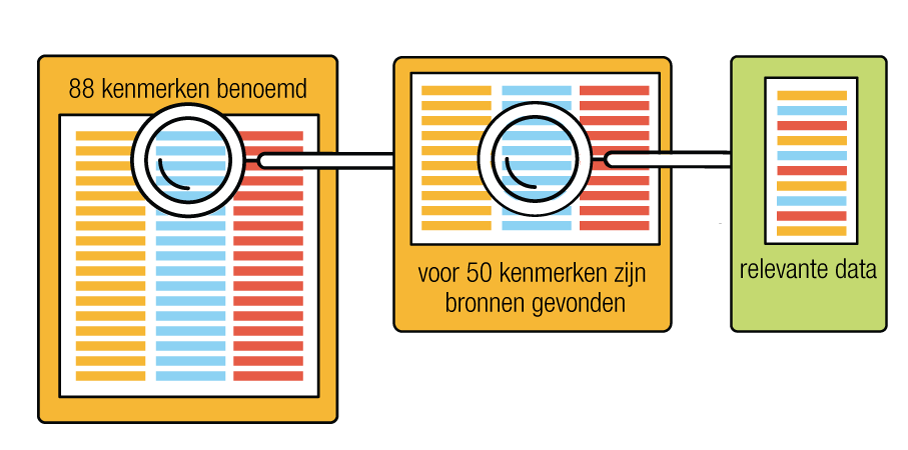 88 kenmerken benoemd
voor 50 kenmerken zijn
bronnen gevonden
relevante data